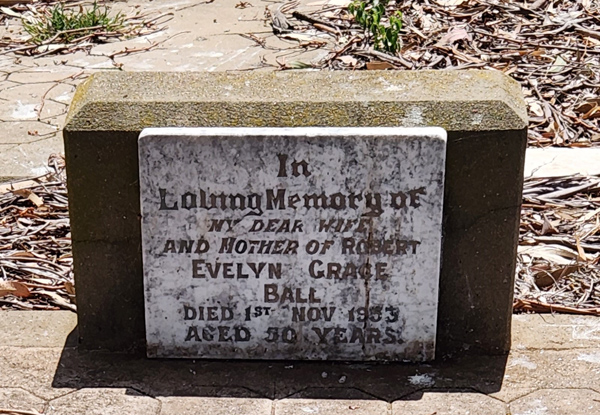 In
Loving Memory of
MY DEAR WIFE
AND MOTHER OF ROBERT
EVELYN GRACE
BALL
DIED 1ST NOV 1953
AGED 50 YEARS.